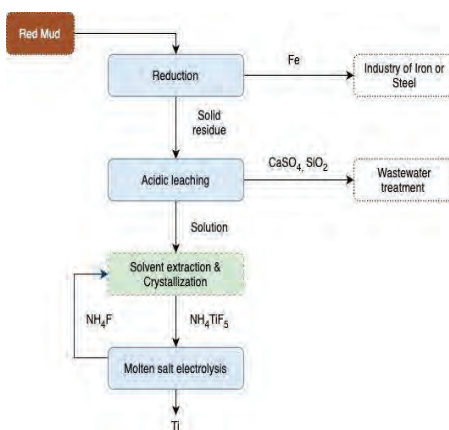 Red Mud
Reduction
Fe
Industry of Iron or
Steel
Solid
residue
Acidic leaching
CaSO₄, SiO₂
Wastewater
treatment
Solution
Solvent extraction &
Crystallization
NH₄F
NH₄TiF₅
Molten salt electrolysis
Ti